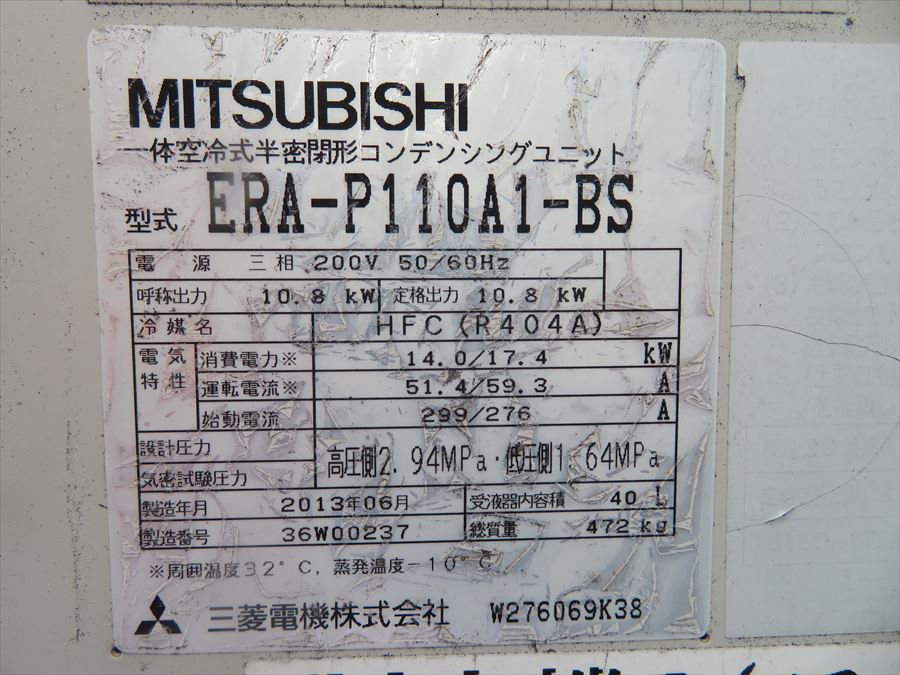 MITSUBISHI
一体空冷式半密閉形コンデンシングユニット
型式 ERA-P110A1-BS
電源 三相 200V 50/60Hz
呼称出力 10.8 kW 定格出力 10.8 kW
冷媒名 HFC (R404A)
電気特性 消費電力※ 14.0/17.4 kW
運転電流※ 51.4/59.3 A
始動電流 299/276 A
設計圧力
気密試験圧力 高圧側2.94MPa・低圧側1.64MPa
製造年月 2013年06月 受液器内容積 40 L
製造番号 36W00237 総質量 472 kg
※周囲温度32°C, 蒸発温度-10°C
三菱電機株式会社 W276069K38